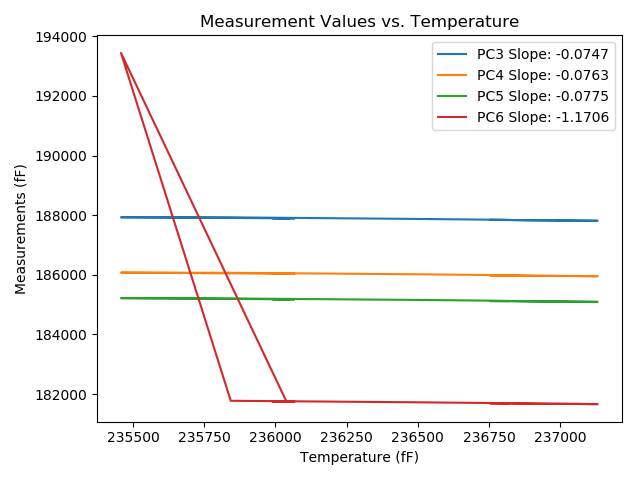 Measurement Values vs. Temperature
PC3 Slope: -0.0747
PC4 Slope: -0.0763
PC5 Slope: -0.0775
PC6 Slope: -1.1706
Measurements (fF)
194000
192000
190000
188000
186000
184000
182000
235500 235750 236000 236250 236500 236750 237000
Temperature (fF)